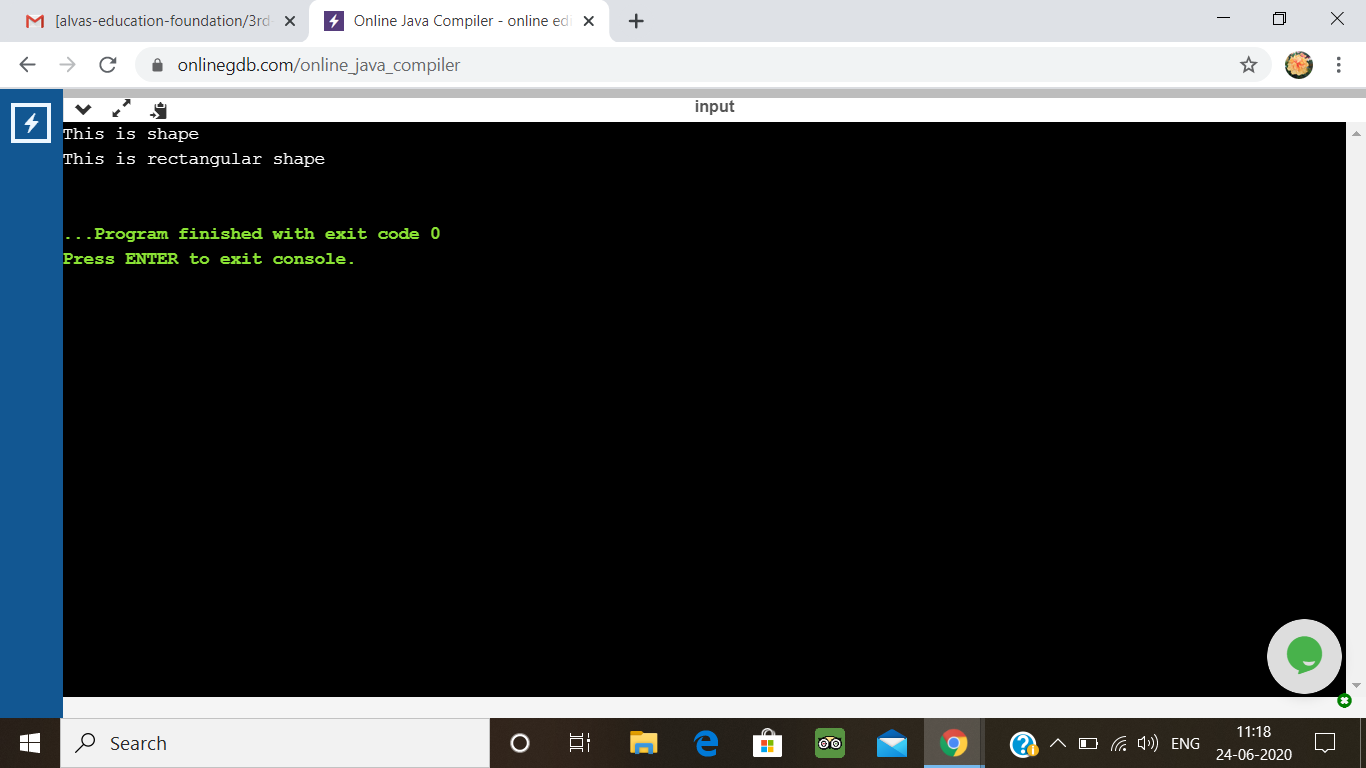 [alvas-education-foundation/3rd-
Online Java Compiler - online edi
onlinegdb.com/online_java_compiler
input
This is shape
This is rectangular shape
...Program finished with exit code 0
Press ENTER to exit console.
Search
ENG
11:18
24-06-2020